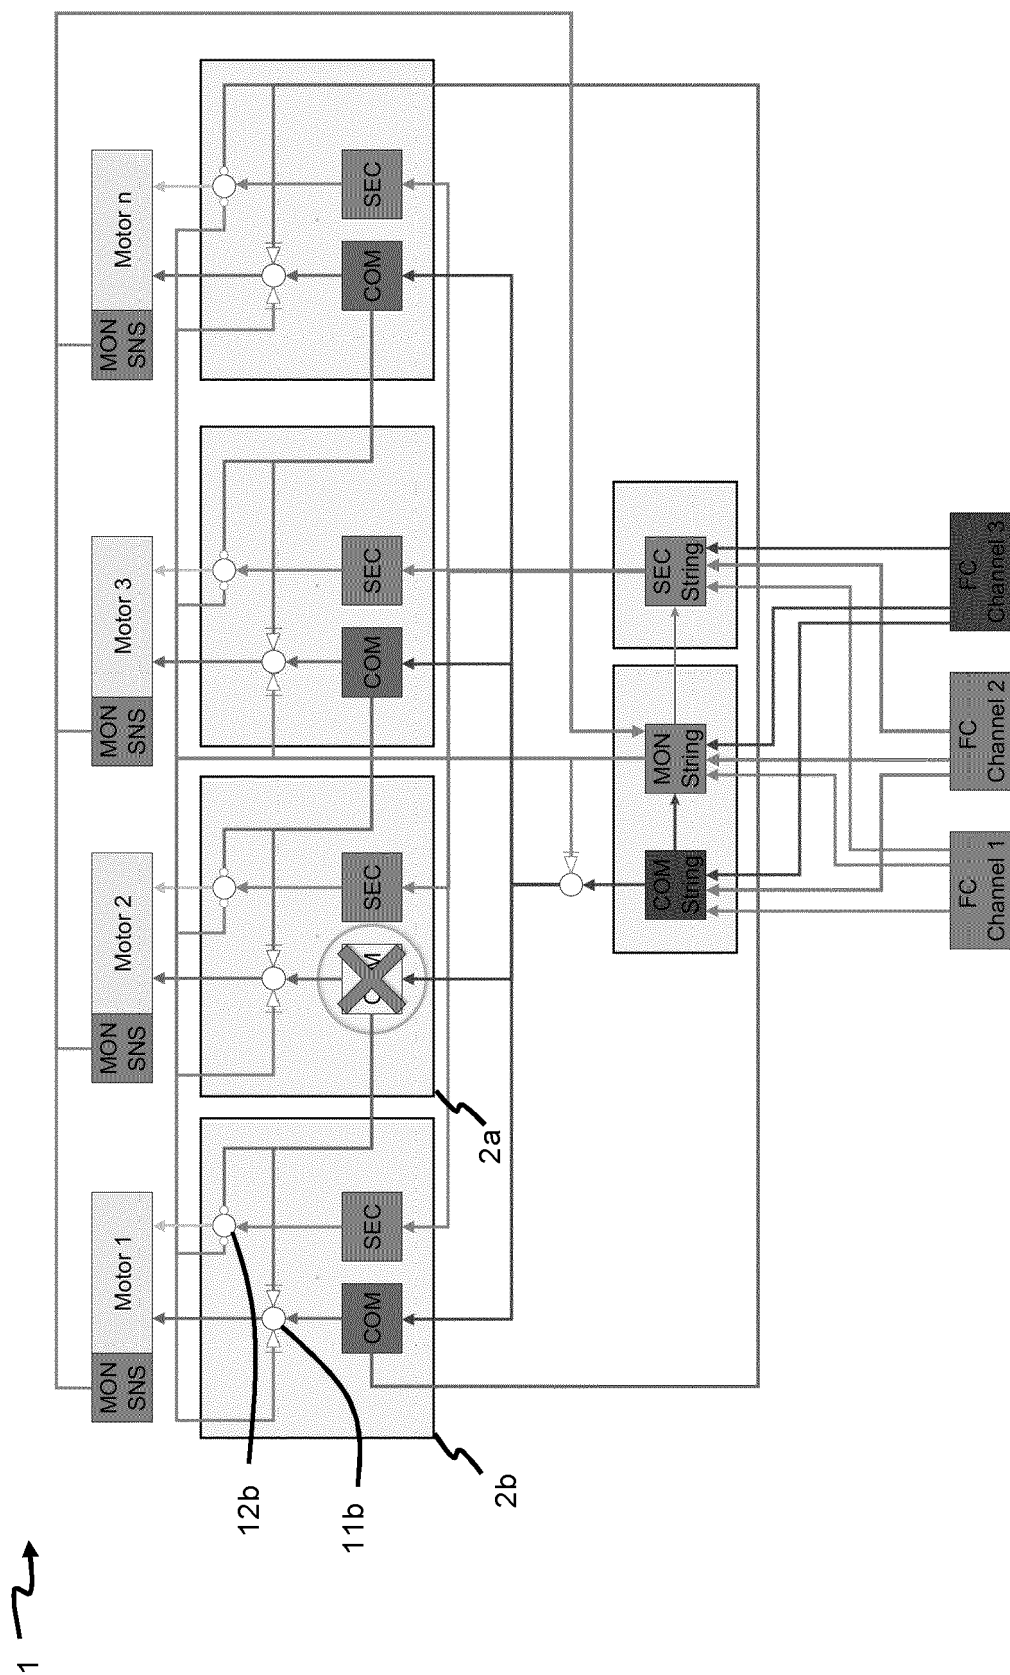 1
MON
SNS
Motor 1
MON
SNS
Motor 2
MON
SNS
Motor 3
MON
SNS
Motor n
12b
11b
COM
SEC
SEC
COM
SEC
COM
SEC
2b
2a
COM
String
MON
String
SEC
String
FC
Channel 1
FC
Channel 2
FC
Channel 3